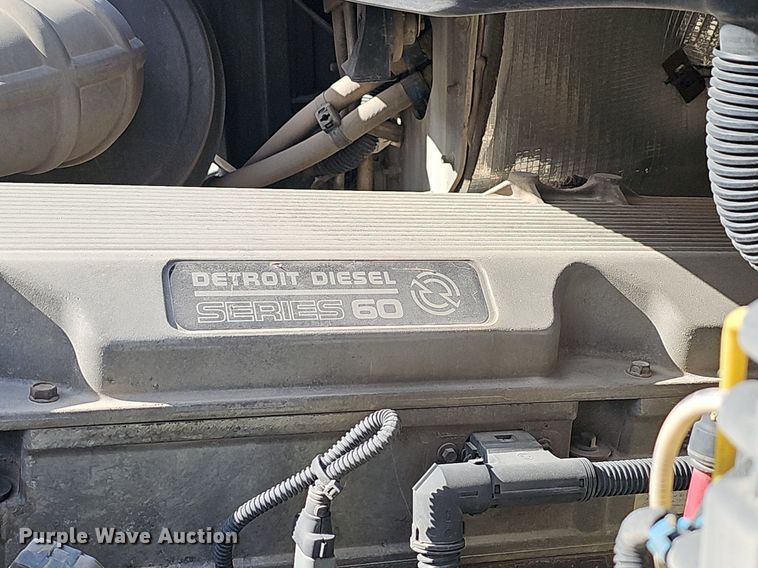 DETROIT DIESEL
SERIES 60
Purple Wave Auction